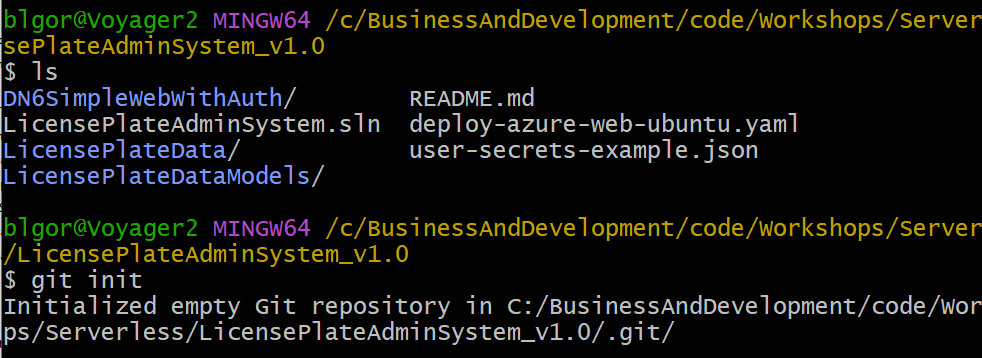 blgor@Voyager2 MINGW64 /c/BusinessAndDevelopment/code/Workshops/Server
sePlateAdminSystem_v1.0
$ ls
DN6SimpleWebWithAuth/ README.md
LicensePlateAdminSystem.sln deploy-azure-web-ubuntu.yaml
LicensePlateData/ user-secrets-example.json
LicensePlateDataModels/
blgor@Voyager2 MINGW64 /c/BusinessAndDevelopment/code/Workshops/Server
/LicensePlateAdminSystem_v1.0
$ git init
Initialized empty Git repository in C:/BusinessAndDevelopment/code/Wor
ps/Serverless/LicensePlateAdminSystem_v1.0/.git/